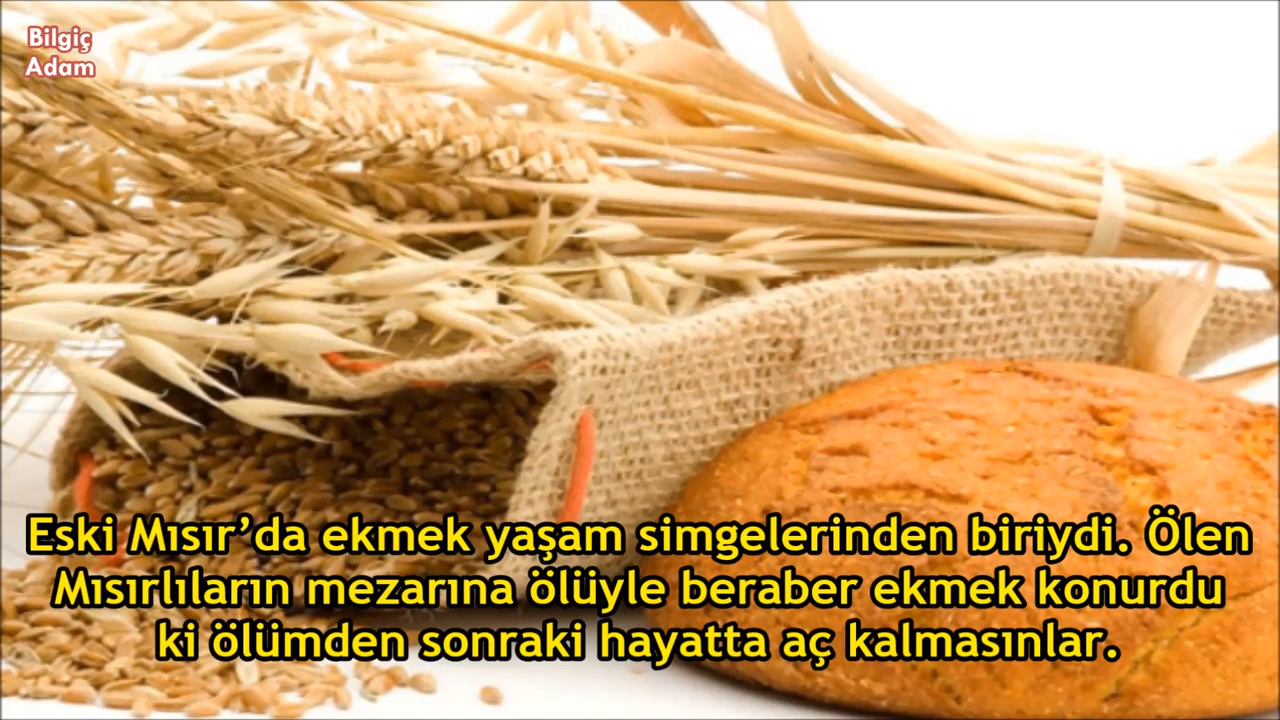 Bilgiç
Adam
Eski Mısır’da ekmek yaşam simgelerinden biriydi. Ölen
Mısırlıların mezarına ölüyle beraber ekmek konurdu
ki ölümden sonraki hayatta aç kalmasınlar.